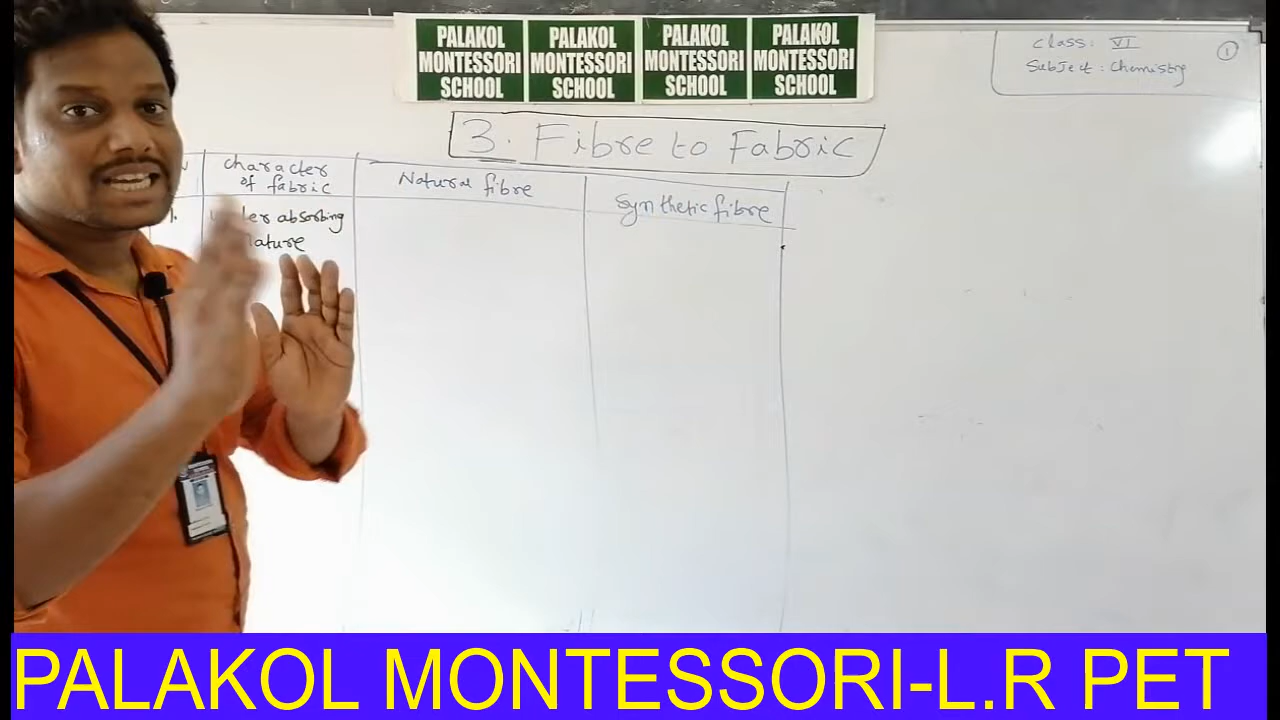 PALAKOL MONTESSORI SCHOOL
PALAKOL MONTESSORI SCHOOL
PALAKOL MONTESSORI SCHOOL
PALAKOL MONTESSORI SCHOOL
Class: VI
Subject: Chemistry
1
3. Fibre to Fabric
character of fabric
Natural fibre
Synthetic fibre
1.
absorbing
nature
PALAKOL MONTESSORI-L.R PET